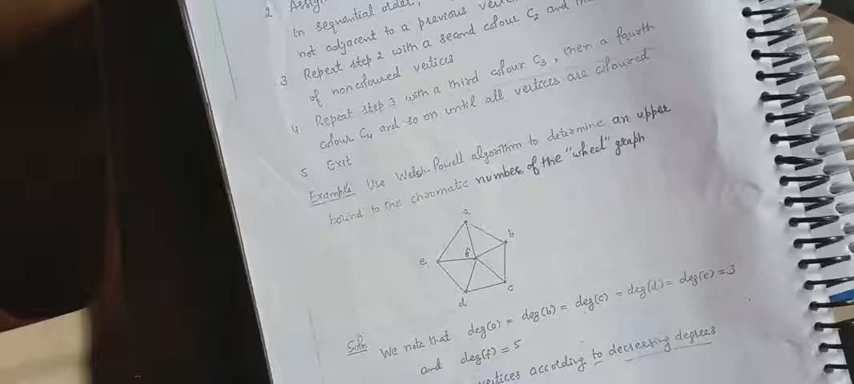 2 Assign
In sequential order,
not adjacent to a previous
3 Repeat step 2 with a second colour C2 and the
of noncoloured vertices
4 Repeat step 3 with a third colour C3, then a fourth
colour C4 and so on until all vertices are coloured
5 Exit
Example Use Welsh-Powell algorithm to determine an upper
bound to the chromatic number of the "wheel" graph
a
b
e
f
c
d
Soln We note that deg(a) = deg(b) = deg(c) = deg(d) = deg(e) = 3
and deg(f) = 5
vertices according to decreasing degrees